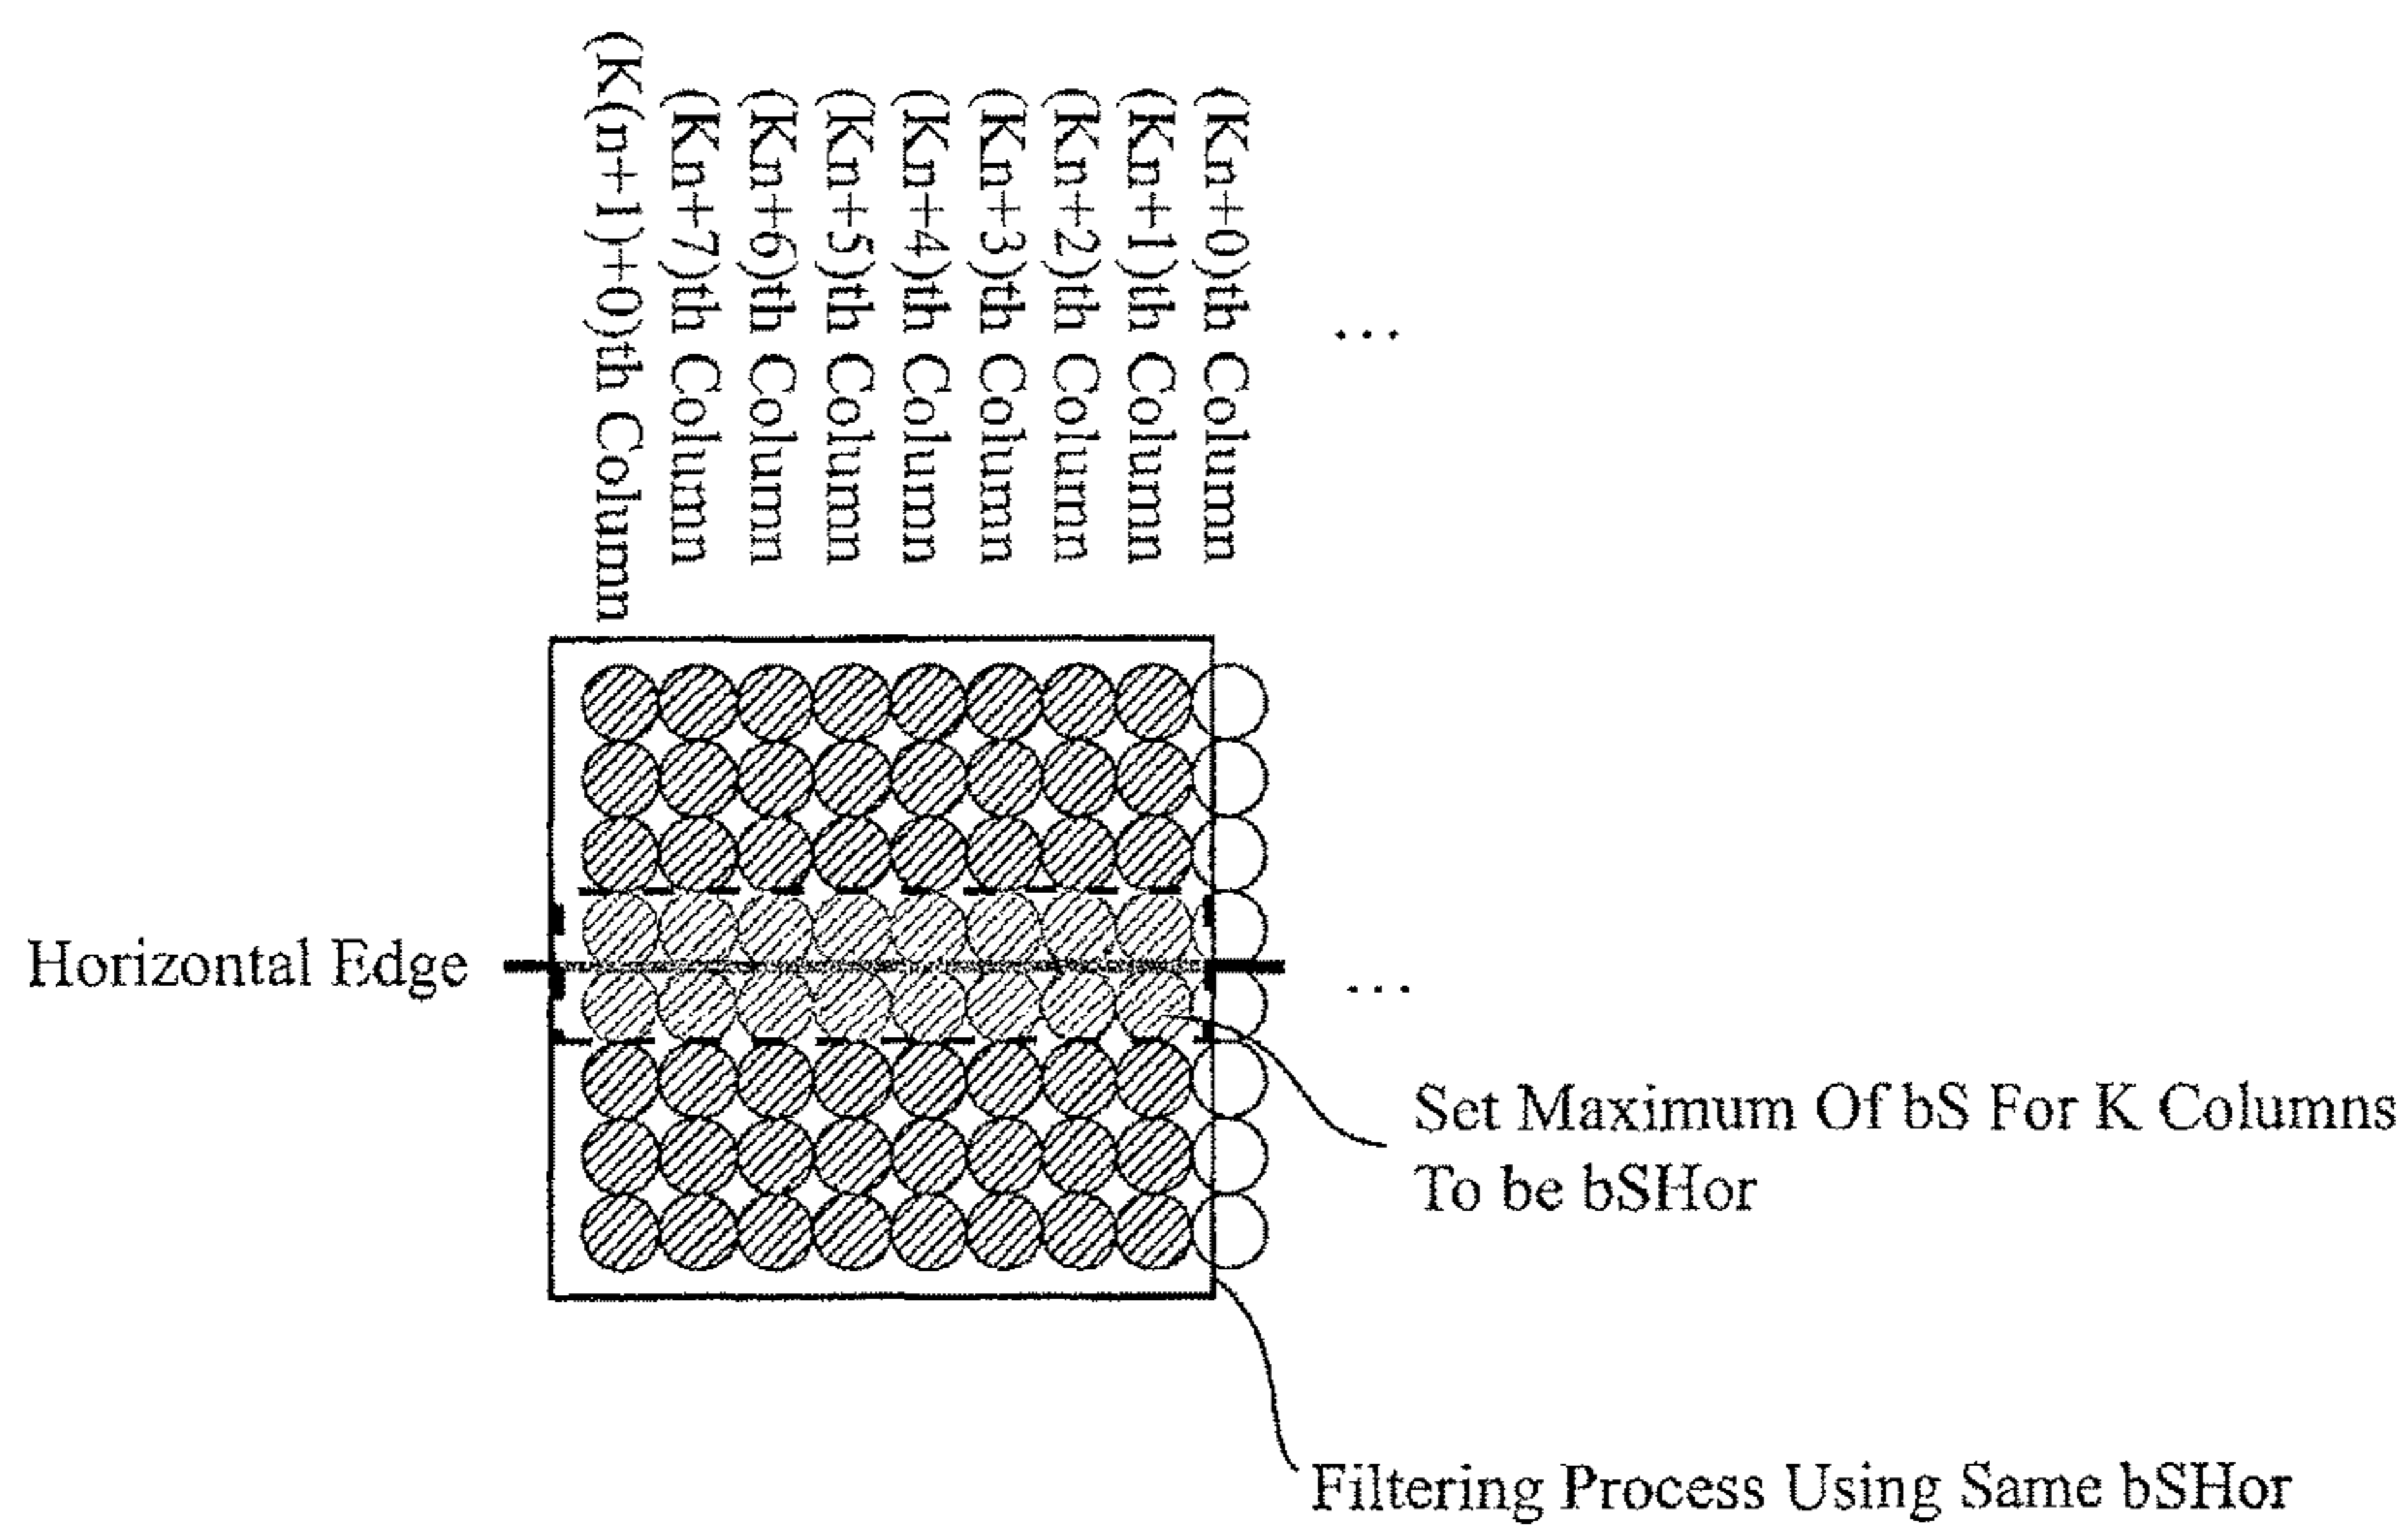 (K(n+1)+0)th Column
(Kn+7)th Column
(Kn+6)th Column
(Kn+5)th Column
(Kn+4)th Column
(Kn+3)th Column
(Kn+2)th Column
(Kn+1)th Column
(Kn+0)th Column
...
Horizontal Edge
...
Set Maximum Of bS For K Columns
To be bSHor
Filtering Process Using Same bSHor